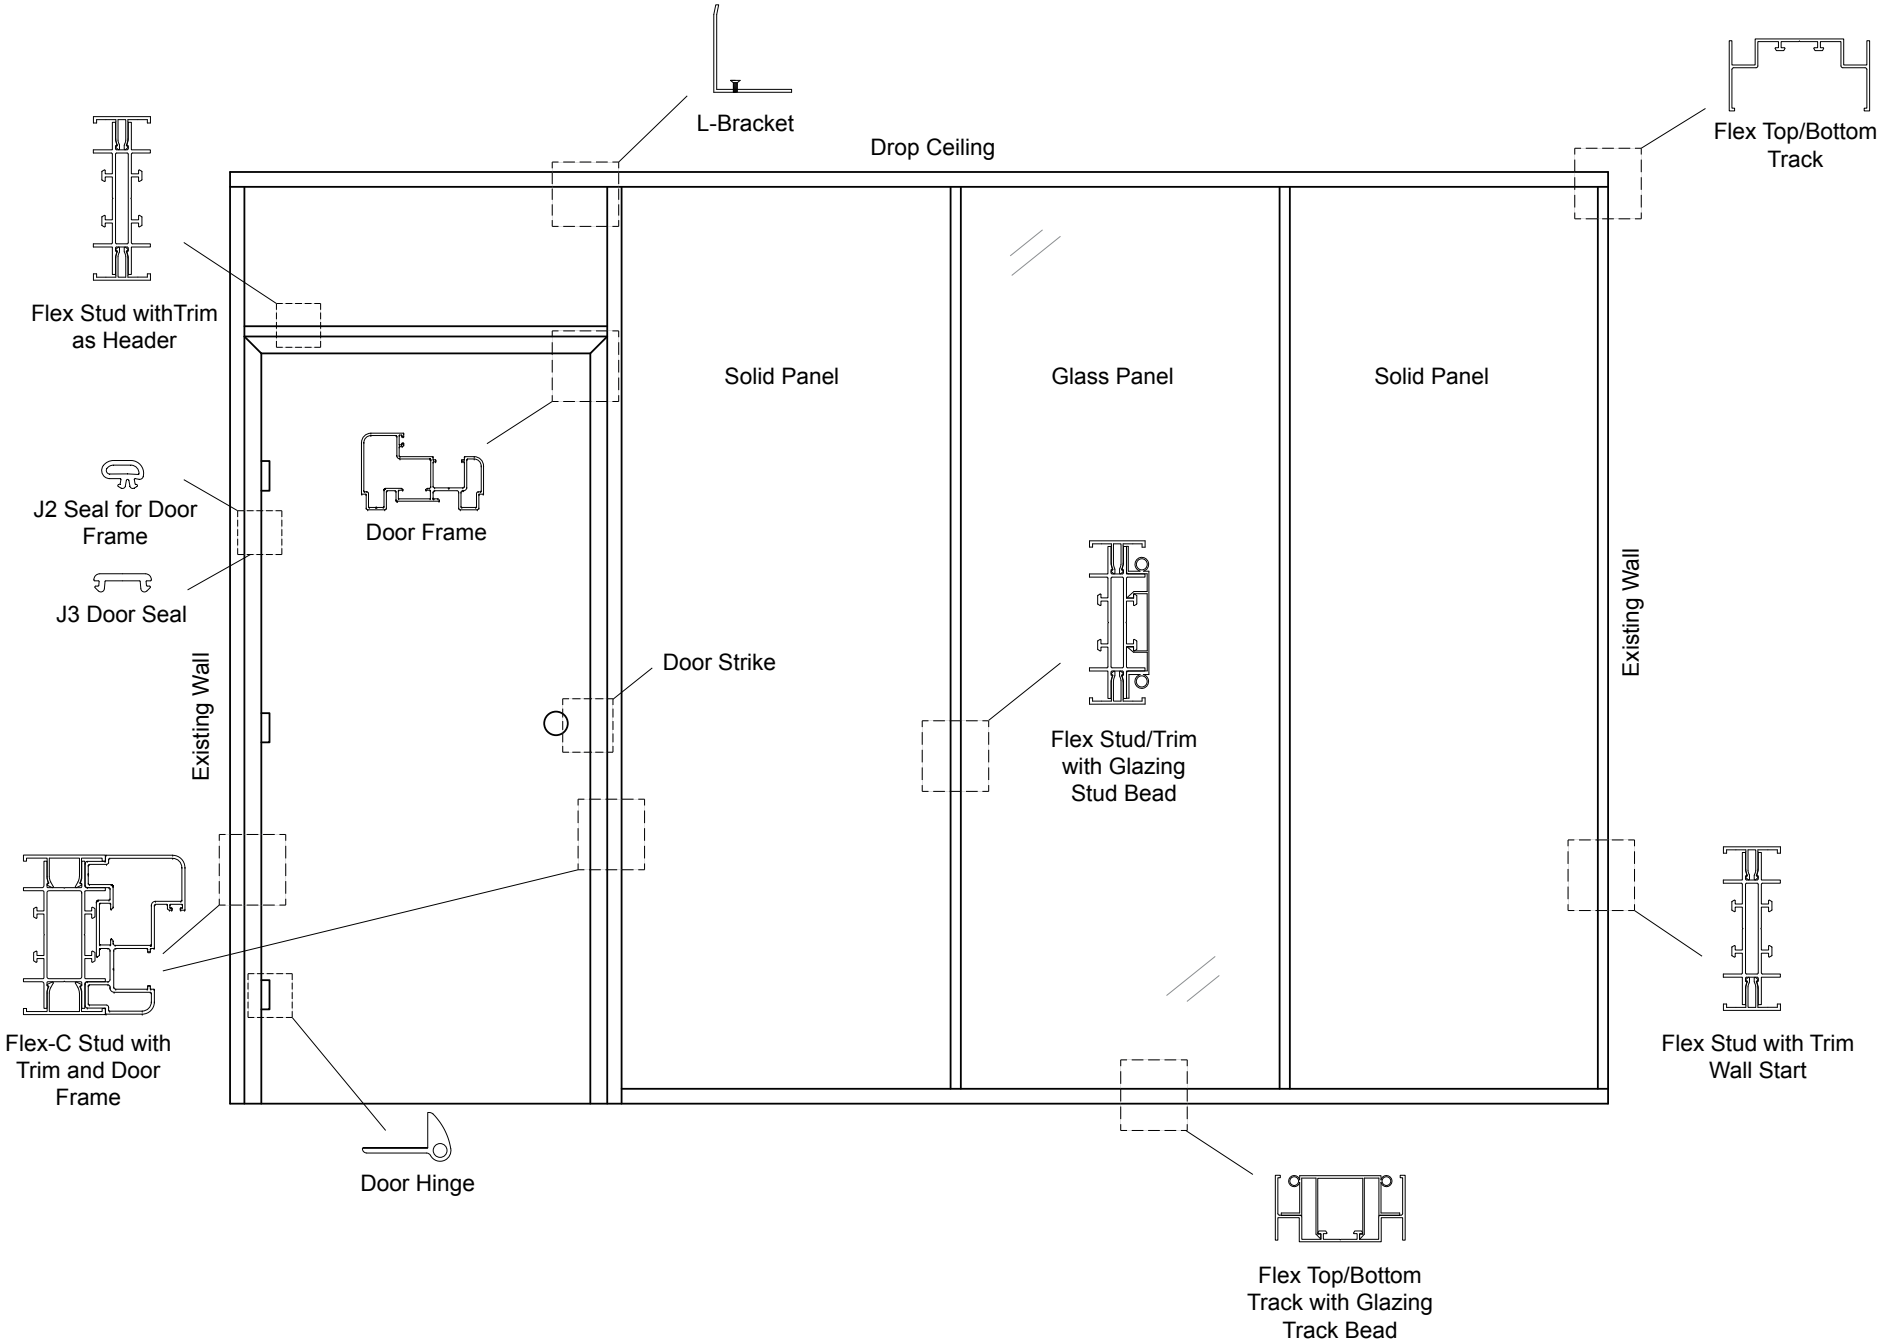 L-Bracket
Drop Ceiling
Flex Top/Bottom
Track
Flex Stud withTrim
as Header
Solid Panel
Glass Panel
Solid Panel
J2 Seal for Door
Frame
Door Frame
J3 Door Seal
Existing Wall
Existing Wall
Door Strike
Flex Stud/Trim
with Glazing
Stud Bead
Flex-C Stud with
Trim and Door
Frame
Flex Stud with Trim
Wall Start
Door Hinge
Flex Top/Bottom
Track with Glazing
Track Bead